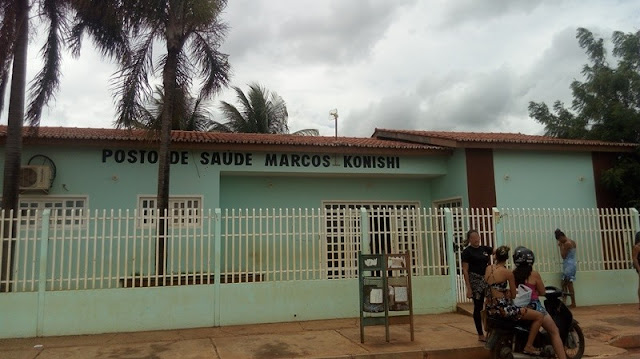 POSTO DE SAUDE MARCOS KONISHI